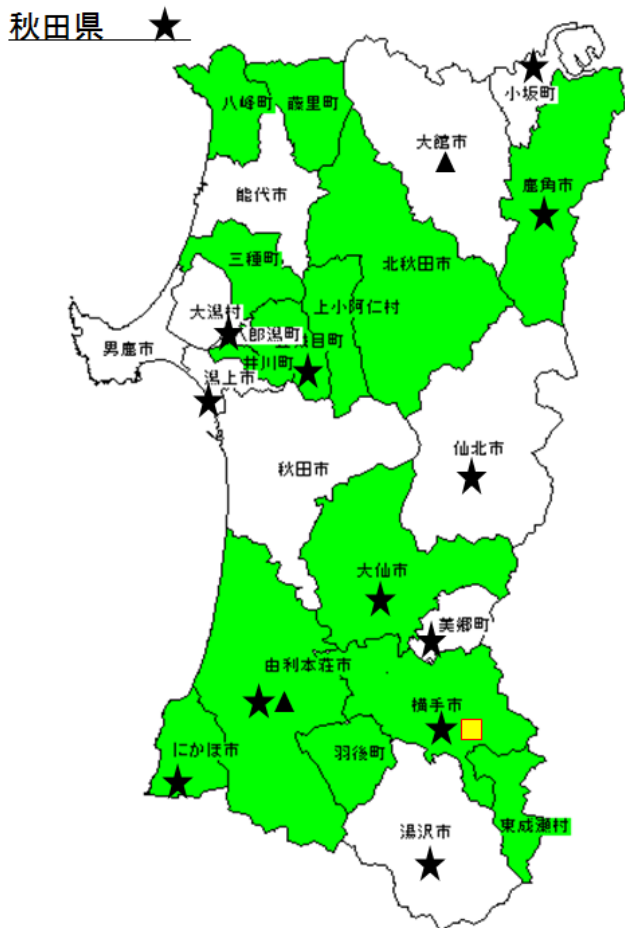 秋田県 ★
八峰町
藤里町
小坂町
大館市
▲
鹿角市
能代市
三種町
北秋田市
大潟村
上小阿仁村
郎潟町
男鹿市
目町
井川町
潟上市
仙北市
秋田市
大仙市
美郷町
由利本荘市
▲
横手市
にかほ市
羽後町
東成瀬村
湯沢市